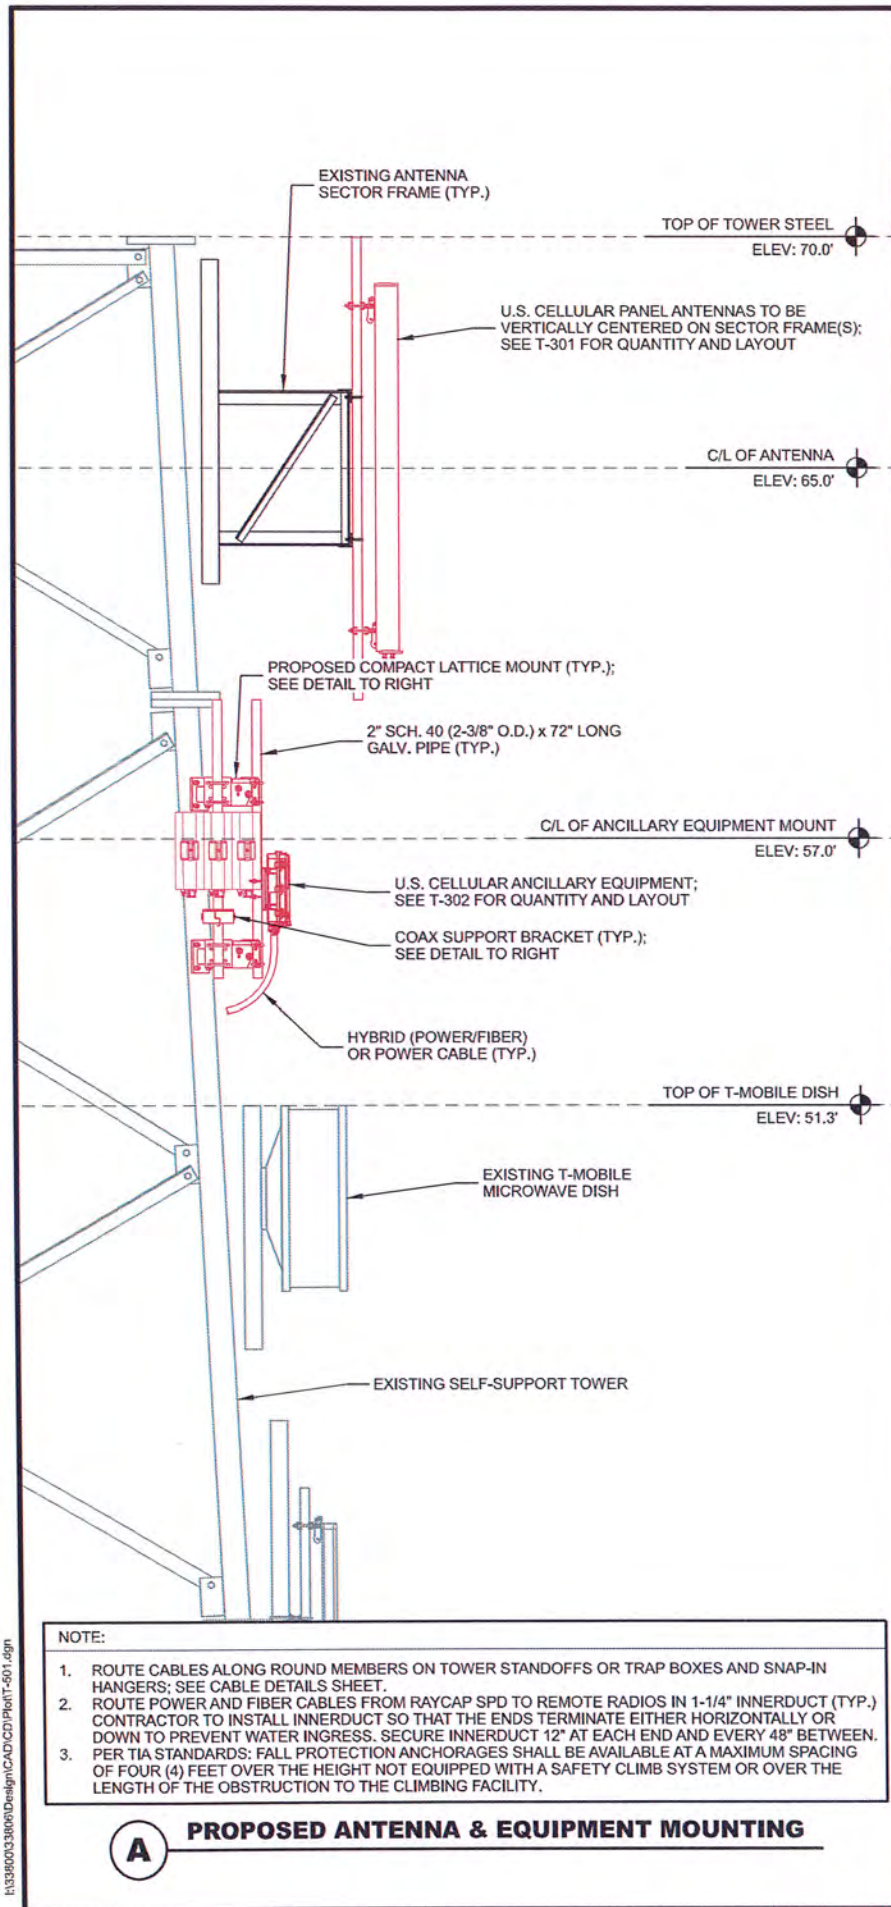 EXISTING ANTENNA
SECTOR FRAME (TYP.)
TOP OF TOWER STEEL
ELEV: 70.0'
U.S. CELLULAR PANEL ANTENNAS TO BE
VERTICALLY CENTERED ON SECTOR FRAME(S);
SEE T-301 FOR QUANTITY AND LAYOUT
C/L OF ANTENNA
ELEV: 65.0'
PROPOSED COMPACT LATTICE MOUNT (TYP.);
SEE DETAIL TO RIGHT
2" SCH. 40 (2-3/8" O.D.) x 72" LONG
GALV. PIPE (TYP.)
C/L OF ANCILLARY EQUIPMENT MOUNT
ELEV: 57.0'
U.S. CELLULAR ANCILLARY EQUIPMENT;
SEE T-302 FOR QUANTITY AND LAYOUT
COAX SUPPORT BRACKET (TYP.);
SEE DETAIL TO RIGHT
HYBRID (POWER/FIBER)
OR POWER CABLE (TYP.)
TOP OF T-MOBILE DISH
ELEV: 51.3'
EXISTING T-MOBILE
MICROWAVE DISH
EXISTING SELF-SUPPORT TOWER
NOTE:
1. ROUTE CABLES ALONG ROUND MEMBERS ON TOWER STANDOFFS OR TRAP BOXES AND SNAP-IN
HANGERS; SEE CABLE DETAILS SHEET.
2. ROUTE POWER AND FIBER CABLES FROM RAYCAP SPD TO REMOTE RADIOS IN 1-1/4" INNERDUCT (TYP.)
CONTRACTOR TO INSTALL INNERDUCT SO THAT THE ENDS TERMINATE EITHER HORIZONTALLY OR
DOWN TO PREVENT WATER INGRESS. SECURE INNERDUCT 12" AT EACH END AND EVERY 48" BETWEEN.
3. PER TIA STANDARDS: FALL PROTECTION ANCHORAGES SHALL BE AVAILABLE AT A MAXIMUM SPACING
OF FOUR (4) FEET OVER THE HEIGHT NOT EQUIPPED WITH A SAFETY CLIMB SYSTEM OR OVER THE
LENGTH OF THE OBSTRUCTION TO THE CLIMBING FACILITY.
A PROPOSED ANTENNA & EQUIPMENT MOUNTING
I:\33800\33806\Design\CAD\CD\Plot\T-501.dgn